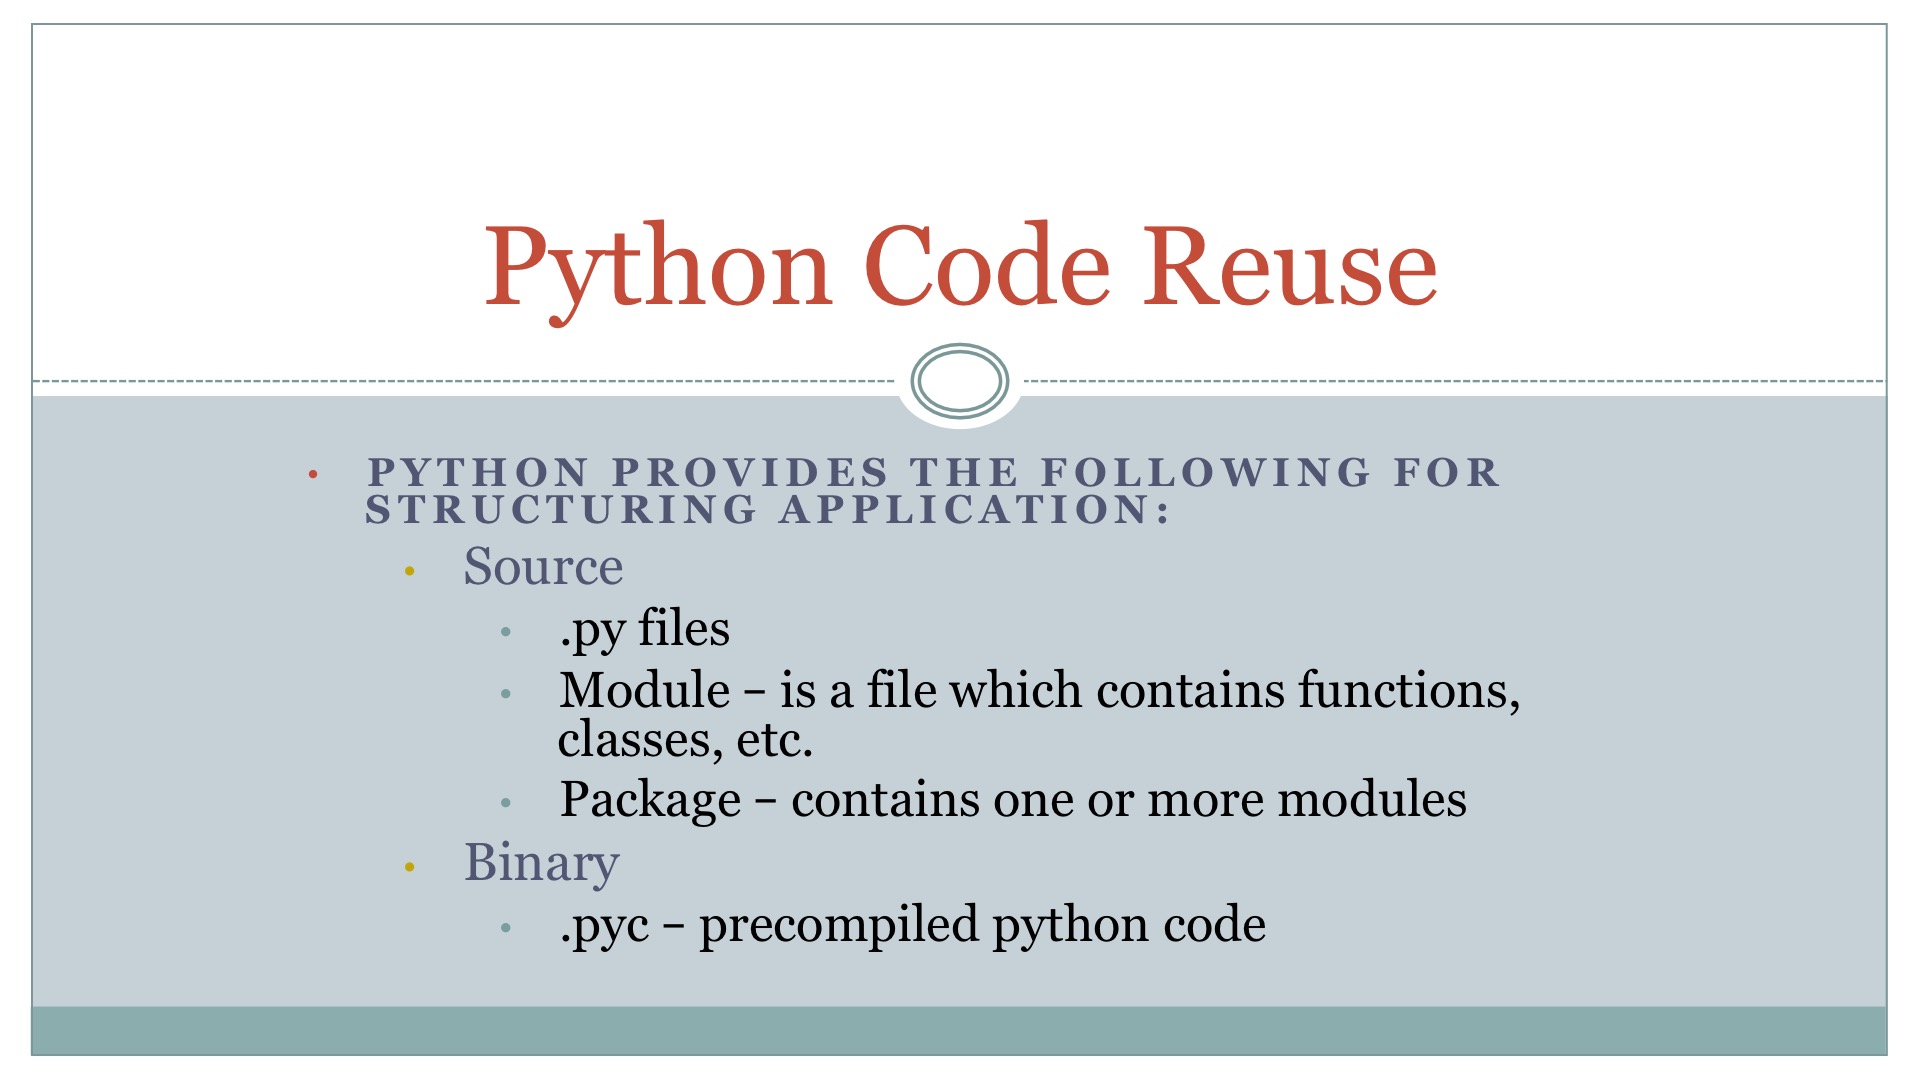 Python Code Reuse
• PYTHON PROVIDES THE FOLLOWING FOR
STRUCTURING APPLICATION:
• Source
• .py files
• Module – is a file which contains functions,
classes, etc.
• Package – contains one or more modules
• Binary
• .pyc – precompiled python code